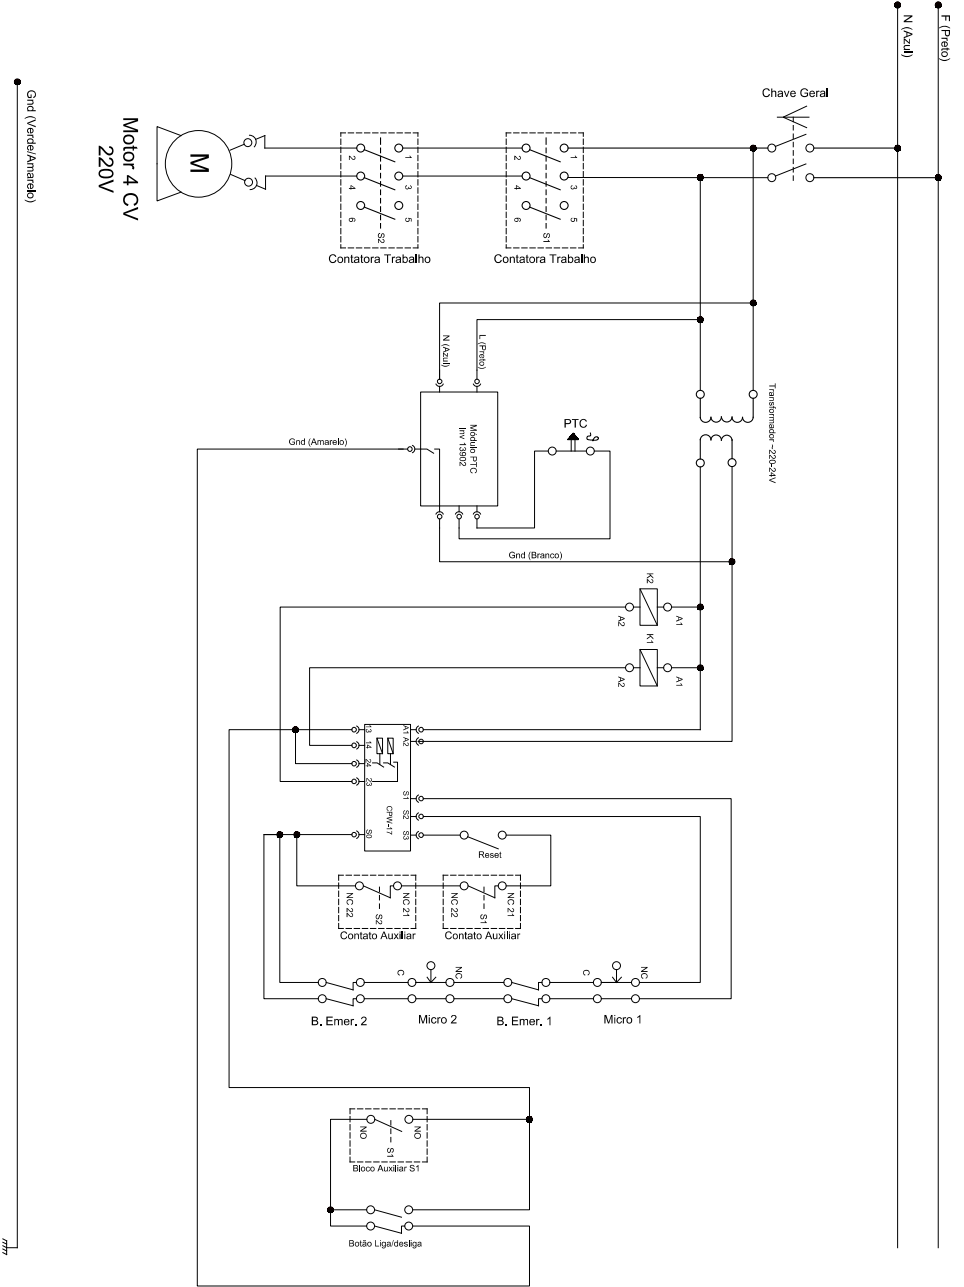 F (Preto)
N (Azul)
Chave Geral
Gnd (Verde/Amarelo)
Motor 4 CV
220V
M
2
1
4
3
6
5
S2
Contatora Trabalho
2
1
4
3
6
5
S1
Contatora Trabalho
N (Azul)
L (Preto)
Transformador ~220-24V
Módulo PTC
Inv 13902
PTC
Gnd (Amarelo)
Gnd (Branco)
K2
A2
A1
K1
A2
A1
13
14
24
23
S0
A1
A2
S1
S2
S3
CPW-17
Reset
NC 22
NC 21
S2
Contato Auxiliar
NC 22
NC 21
S1
Contato Auxiliar
C
NC
C
NC
B. Emer. 2
Micro 2
B. Emer. 1
Micro 1
NO
NO
S1
Bloco Auxiliar S1
Botão Liga/desliga